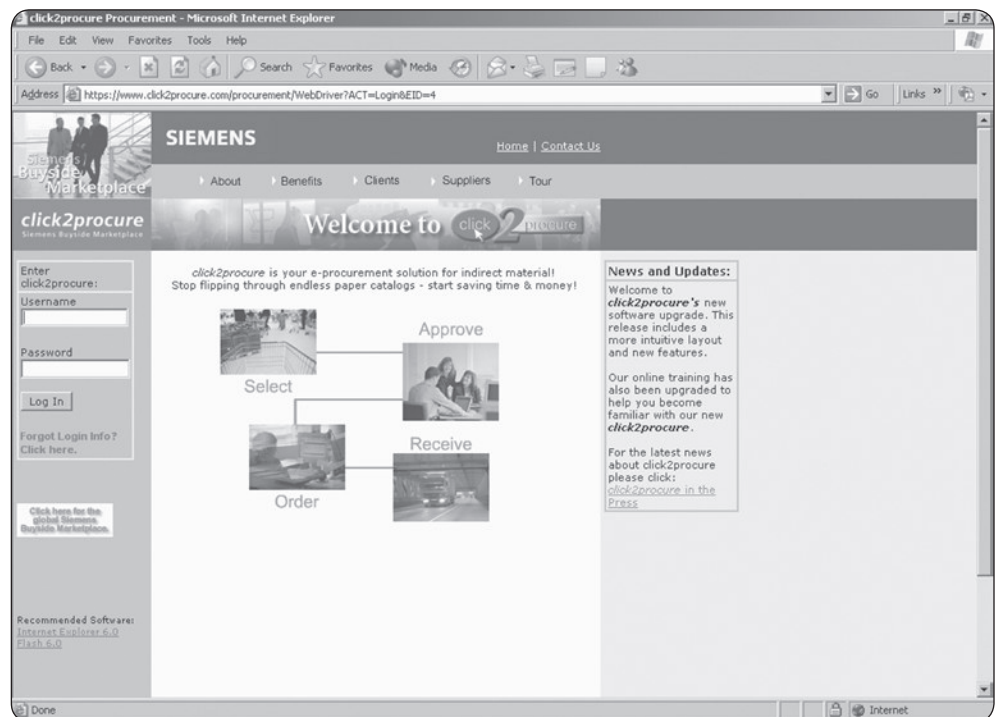 click2procure Procurement - Microsoft Internet Explorer
File Edit View Favorites Tools Help
Back Search Favorites Media
Address https://www.click2procure.com/procurement/WebDriver?ACT=Login&EID=4 Go Links »
Siemens
Buyside
Marketplace
SIEMENS
Home | Contact Us
About Benefits Clients Suppliers Tour
click2procure
Siemens Buyside Marketplace
Welcome to click 2 procure
Enter
click2procure:
Username
Password
Log In
Forgot Login Info?
Click here.
Click here for the
global Siemens
Buyside Marketplace.
Recommended Software:
Internet Explorer 6.0
Flash 6.0
click2procure is your e-procurement solution for indirect material!
Stop flipping through endless paper catalogs - start saving time & money!
Select
Approve
Order
Receive
News and Updates:
Welcome to
click2procure's new
software upgrade. This
release includes a
more intuitive layout
and new features.
Our online training has
also been upgraded to
help you become
familiar with our new
click2procure.
For the latest news
about click2procure
please click:
click2procure in the
Press
Done
Internet